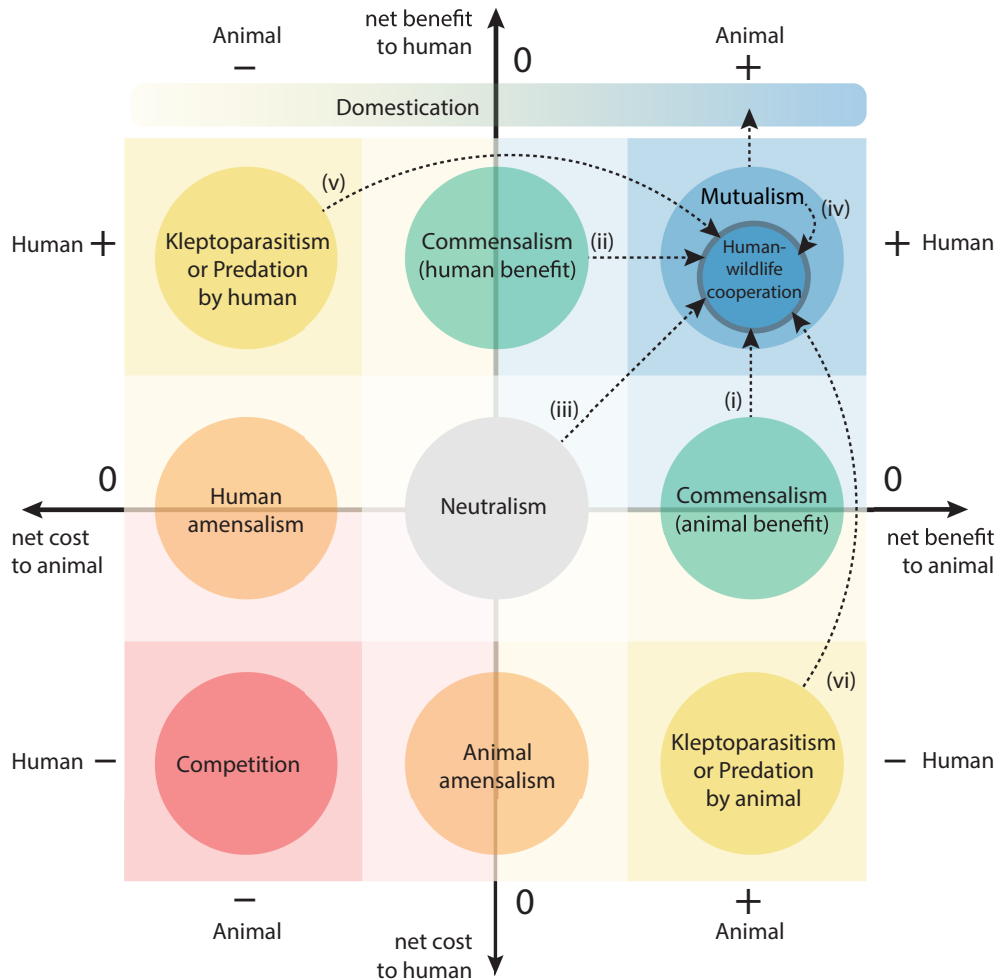 Animal
−
net benefit
to human
0
Animal
+
Domestication
Human +
Kleptoparasitism
or Predation
by human
(v)
Commensalism
(human benefit)
(ii)
Mutualism
(iv)
Human-
wildlife
cooperation
+ Human
(iii)
(i)
0
net cost
to animal
Human
amensalism
Neutralism
Commensalism
(animal benefit)
0
net benefit
to animal
(vi)
Human −
Competition
Animal
amensalism
Kleptoparasitism
or Predation
by animal
− Human
−
Animal
0
net cost
to human
+
Animal